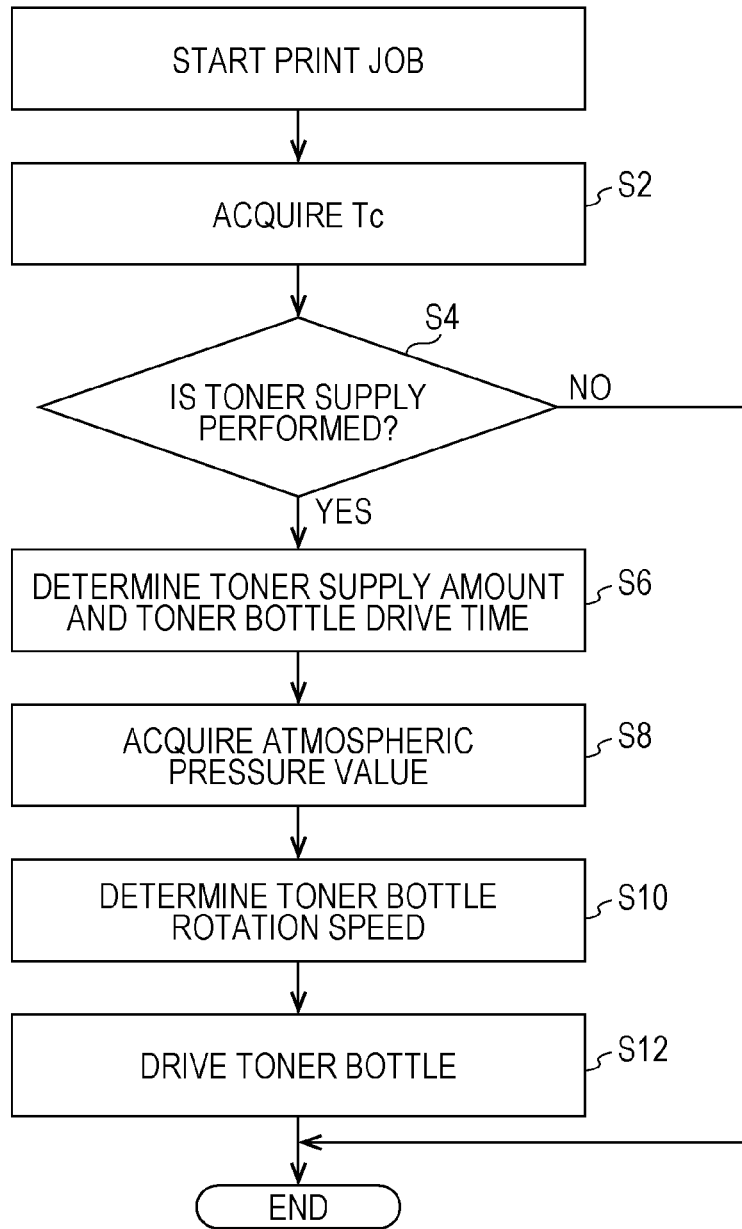 START PRINT JOB
S2
ACQUIRE Tc
S4
IS TONER SUPPLY
PERFORMED?
NO
YES
DETERMINE TONER SUPPLY AMOUNT
AND TONER BOTTLE DRIVE TIME
S6
ACQUIRE ATMOSPHERIC
PRESSURE VALUE
S8
DETERMINE TONER BOTTLE
ROTATION SPEED
S10
DRIVE TONER BOTTLE
S12
END